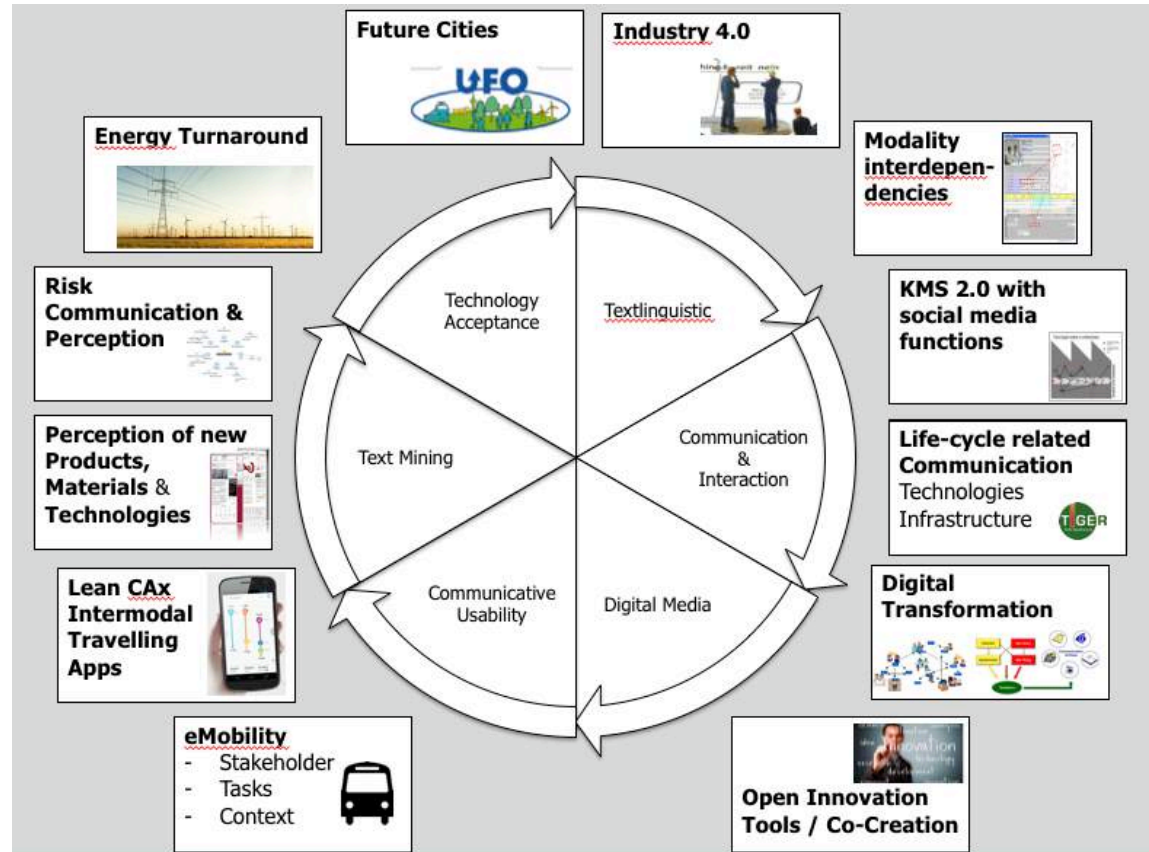 Future Cities
UFO
Industry 4.0
Energy Turnaround
Modality
interdepen-
dencies
Risk
Communication &
Perception
KMS 2.0 with
social media
functions
Technology
Acceptance
Textlinguistic
Text Mining
Communication
&
Interaction
Perception of new
Products,
Materials &
Technologies
Life-cycle related
Communication
Technologies
Infrastructure
TIGER
Communicative
Usability
Digital Media
Lean CAx
Intermodal
Travelling
Apps
Digital
Transformation
eMobility
- Stakeholder
- Tasks
- Context
innovation
technology
development
Open Innovation
Tools / Co-Creation